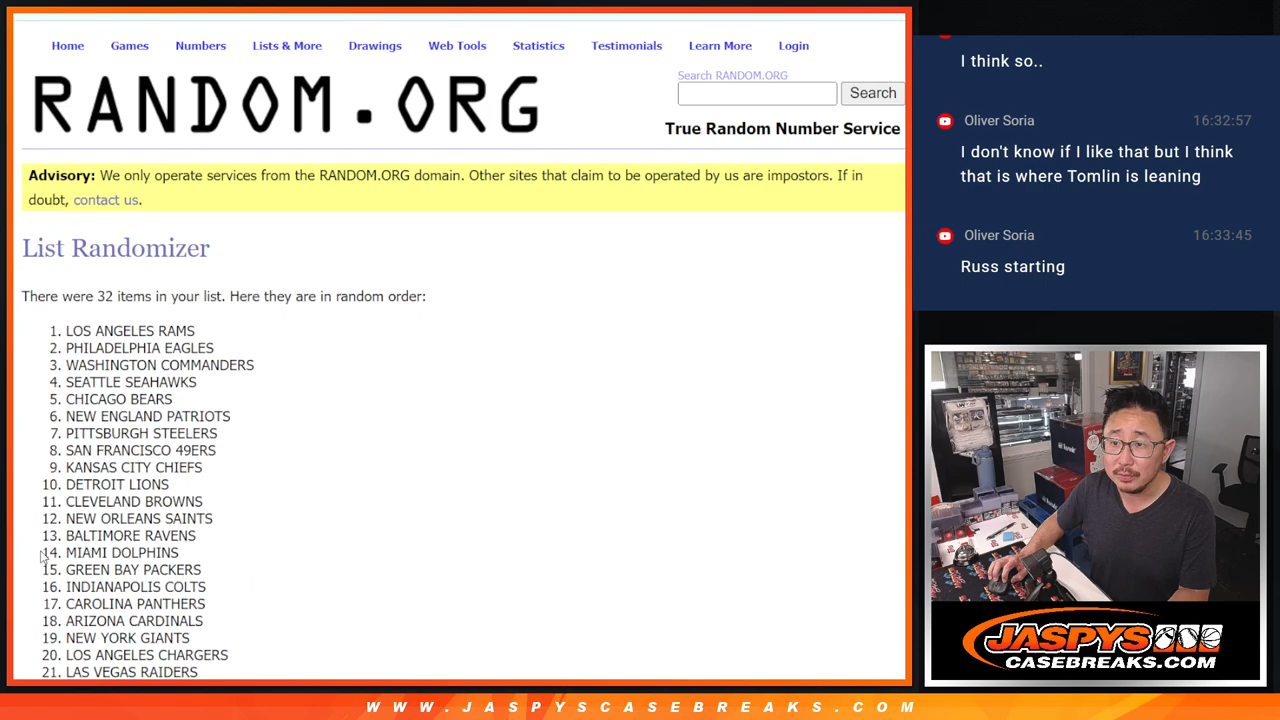 Home Games Numbers Lists & More Drawings Web Tools Statistics Testimonials Learn More Login
RANDOM.ORG
Search RANDOM.ORG
Search
True Random Number Service
Advisory: We only operate services from the RANDOM.ORG domain. Other sites that claim to be operated by us are impostors. If in
doubt, contact us.
List Randomizer
There were 32 items in your list. Here they are in random order:
1. LOS ANGELES RAMS
2. PHILADELPHIA EAGLES
3. WASHINGTON COMMANDERS
4. SEATTLE SEAHAWKS
5. CHICAGO BEARS
6. NEW ENGLAND PATRIOTS
7. PITTSBURGH STEELERS
8. SAN FRANCISCO 49ERS
9. KANSAS CITY CHIEFS
10. DETROIT LIONS
11. CLEVELAND BROWNS
12. NEW ORLEANS SAINTS
13. BALTIMORE RAVENS
14. MIAMI DOLPHINS
15. GREEN BAY PACKERS
16. INDIANAPOLIS COLTS
17. CAROLINA PANTHERS
18. ARIZONA CARDINALS
19. NEW YORK GIANTS
20. LOS ANGELES CHARGERS
21. LAS VEGAS RAIDERS
I think so..
Oliver Soria 16:32:57
I don't know if I like that but I think
that is where Tomlin is leaning
Oliver Soria 16:33:45
Russ starting
JASPYS
CASEBREAKS.COM
WWW.JASPYSCASEBREAKS.COM